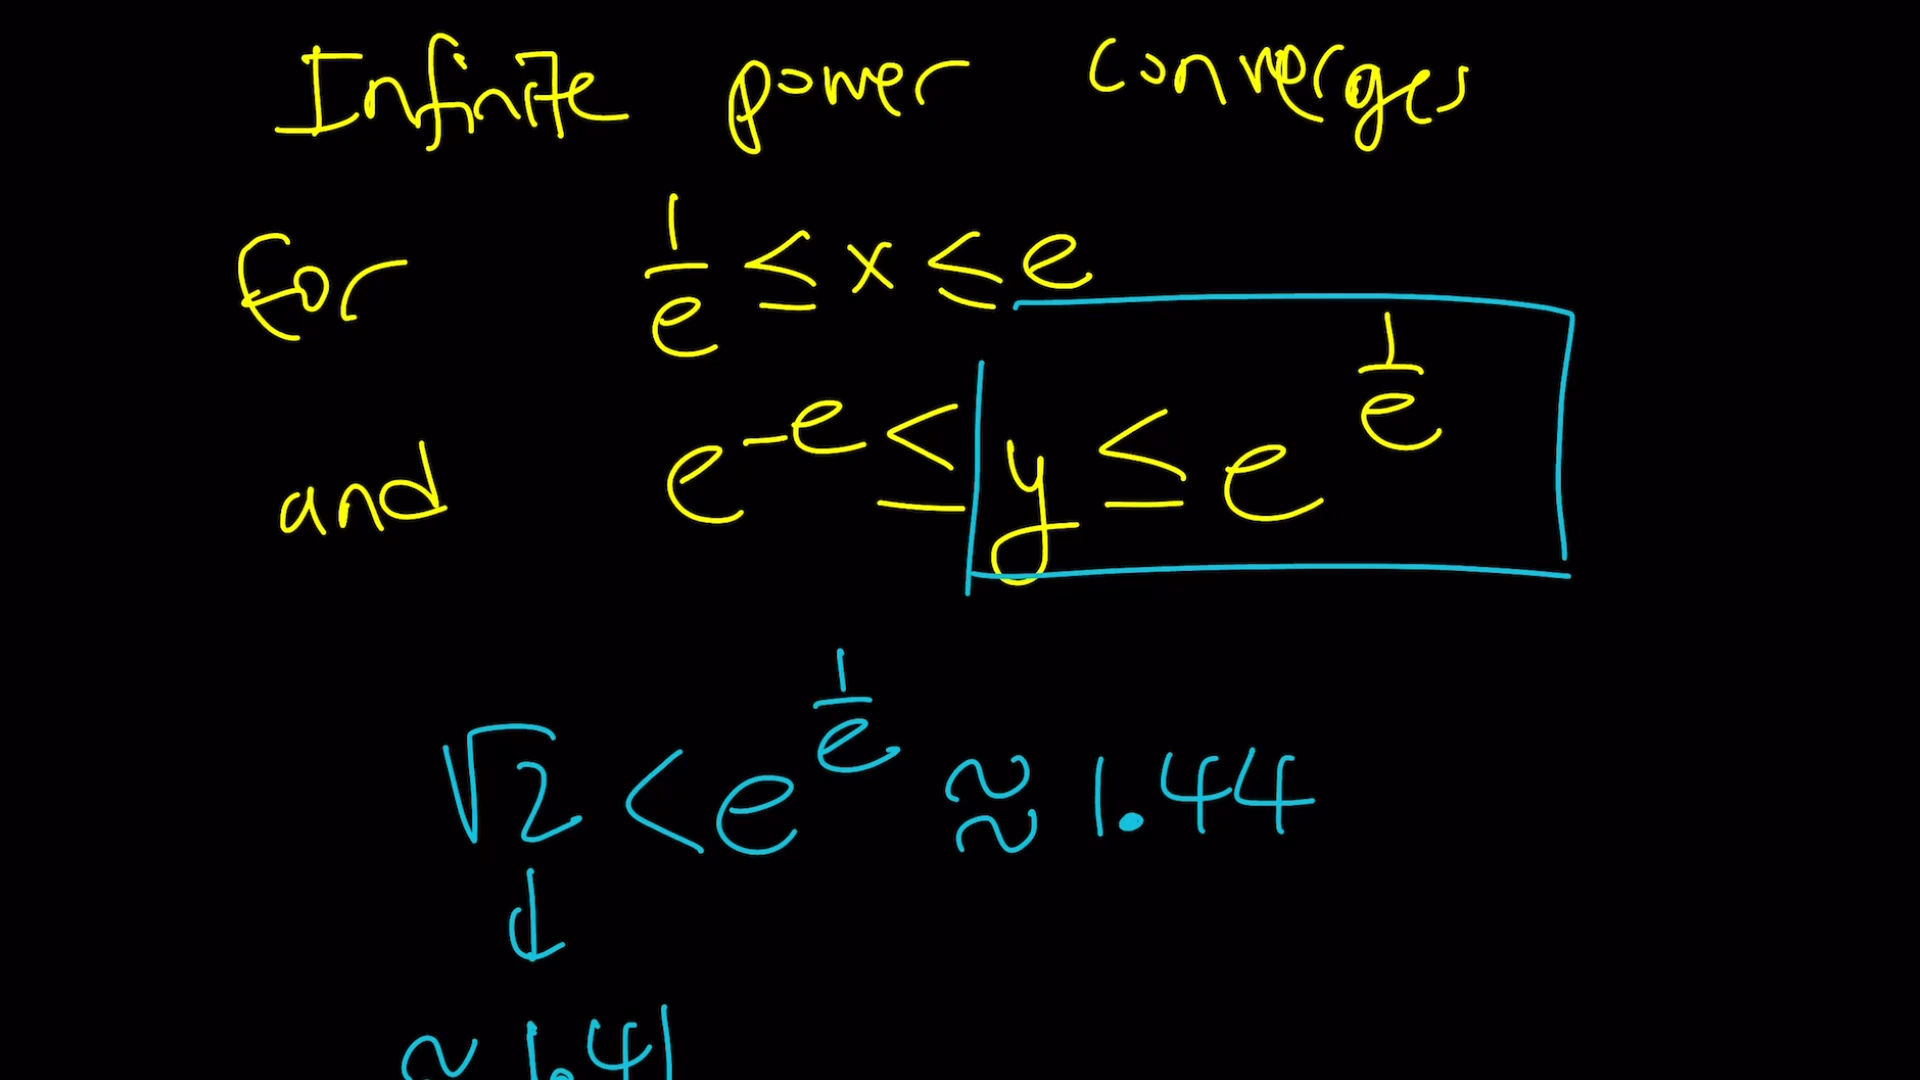 Infinite power converges
for 1/e ≤ x ≤ e
and e^-e ≤ y ≤ e^1/e
√2 < e^1/e ≈ 1.44
≈ 1.41